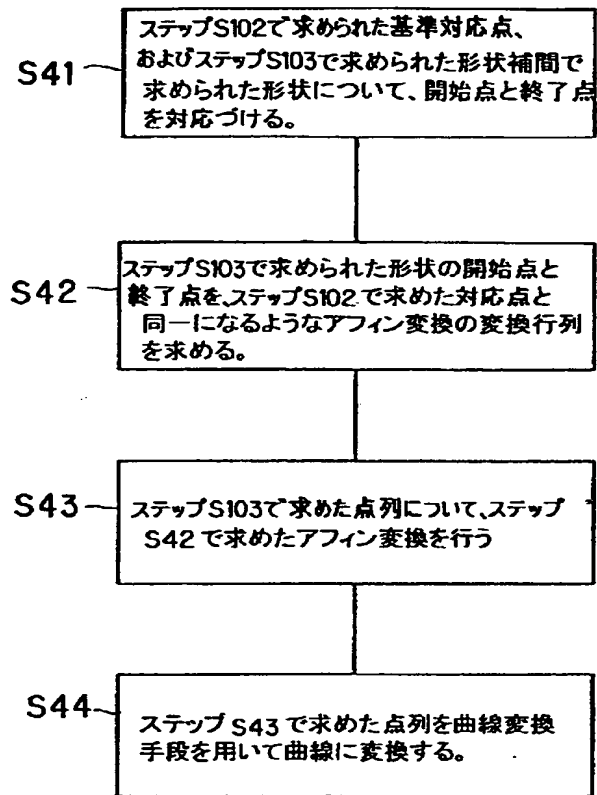 S41
ステップS102で求められた基準対応点、
およびステップS103で求められた形状補間で
求められた形状について、開始点と終了点
を対応づける。
S42
ステップS103で求められた形状の開始点と
終了点を、ステップS102で求めた対応点と
同一になるようなアフィン変換の変換行列
を求める。
S43
ステップS103で求めた点列について、ステップ
S42で求めたアフィン変換を行う
S44
ステップS43で求めた点列を曲線変換
手段を用いて曲線に変換する。